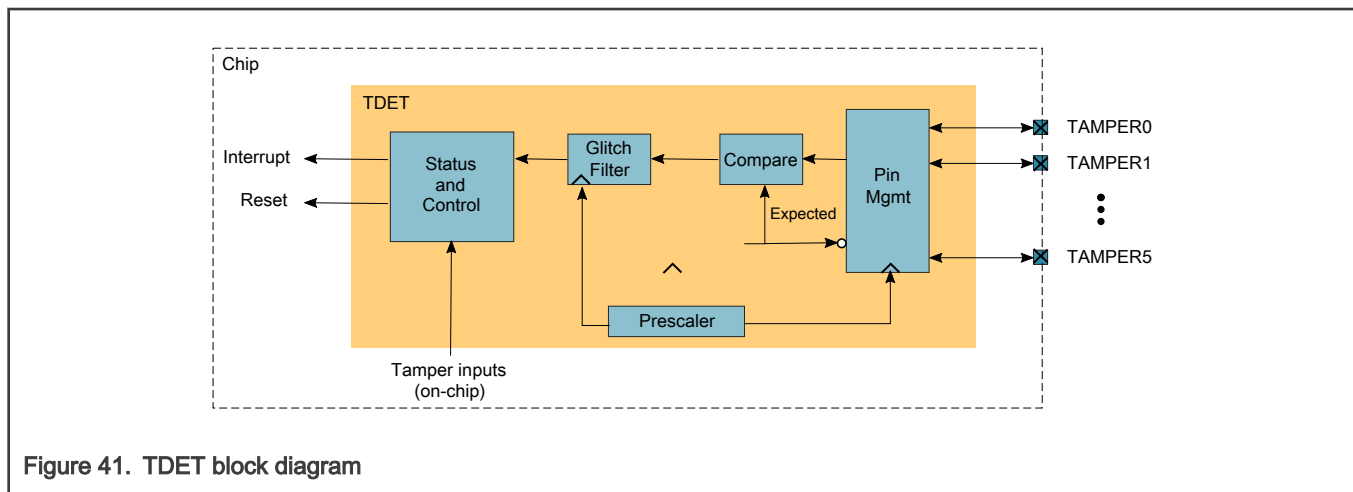 Chip
TDET
Interrupt
Reset
Status
and
Control
Glitch
Filter
Compare
Expected
Pin
Mgmt
TAMPER0
TAMPER1
TAMPER5
Prescaler
Tamper inputs
(on-chip)
Figure 41. TDET block diagram